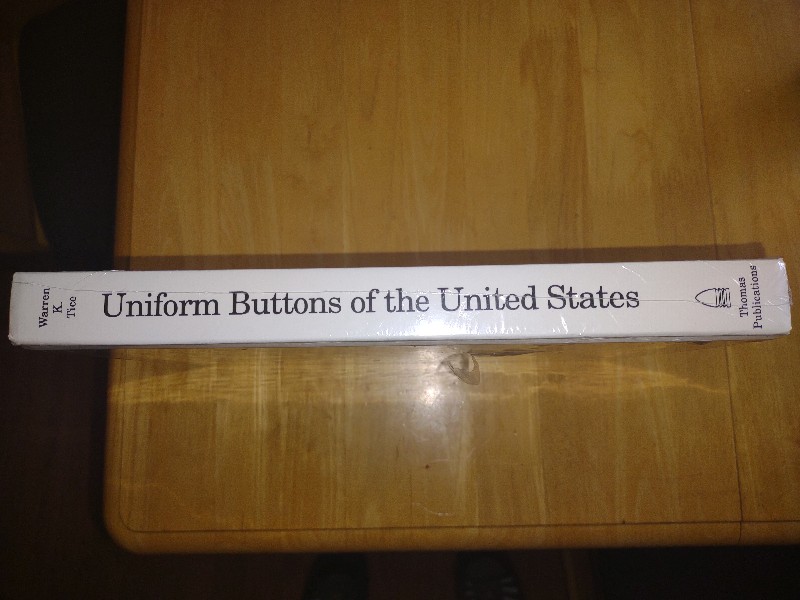 Warren
K.
Tice
Uniform Buttons of the United States
Thomas
Publications